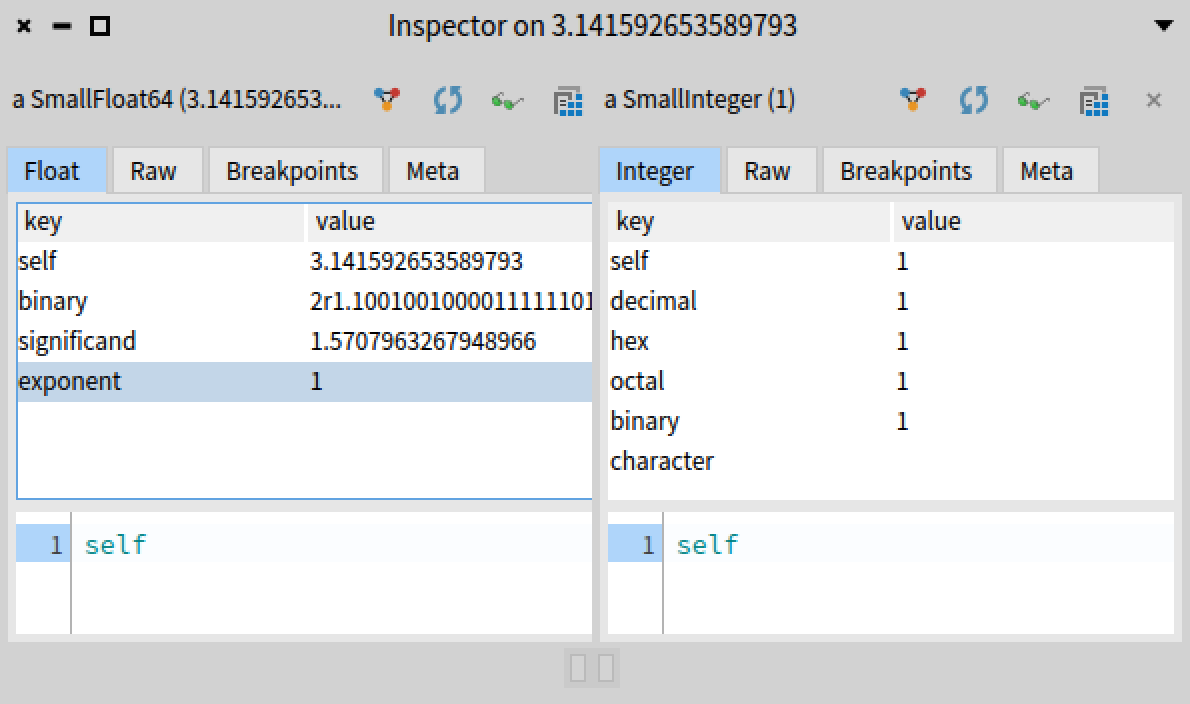 Inspector on 3.141592653589793
a SmallFloat64 (3.141592653...
Float Raw Breakpoints Meta
key value
self 3.141592653589793
binary 2r1.1001001000011111101
significand 1.5707963267948966
exponent 1
1 self
a SmallInteger (1)
Integer Raw Breakpoints Meta
key value
self 1
decimal 1
hex 1
octal 1
binary 1
character
1 self